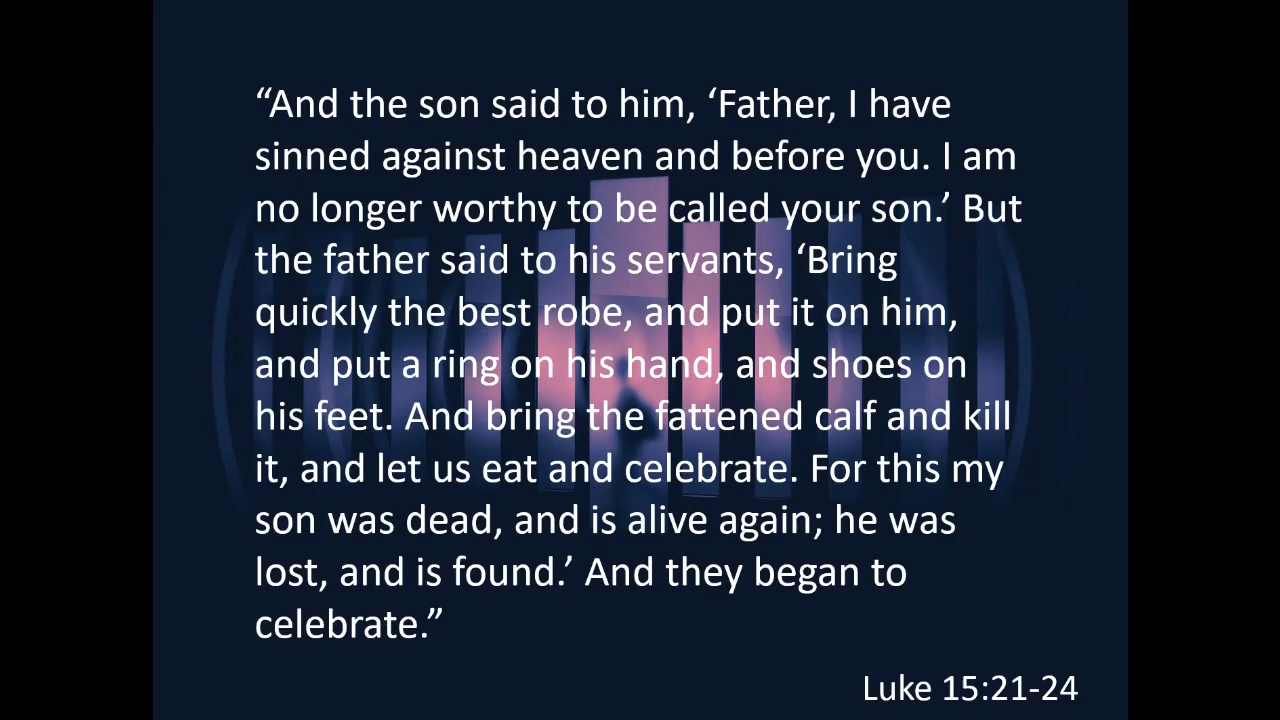 “And the son said to him, ‘Father, I have
sinned against heaven and before you. I am
no longer worthy to be called your son.’ But
the father said to his servants, ‘Bring
quickly the best robe, and put it on him,
and put a ring on his hand, and shoes on
his feet. And bring the fattened calf and kill
it, and let us eat and celebrate. For this my
son was dead, and is alive again; he was
lost, and is found.’ And they began to
celebrate.”
Luke 15:21-24